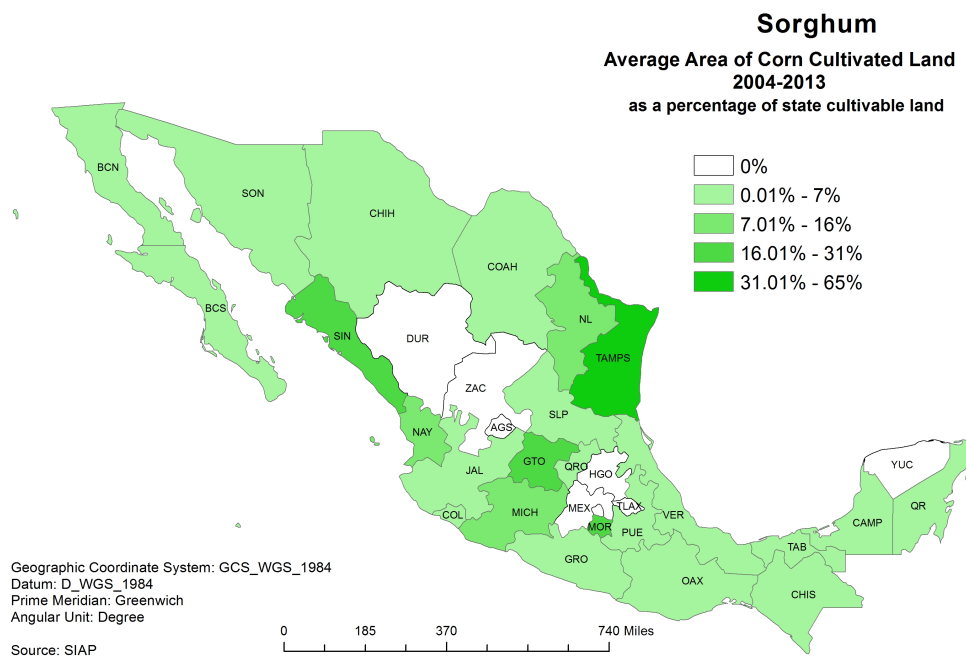 Sorghum
Average Area of Corn Cultivated Land
2004-2013
as a percentage of state cultivable land
0%
0.01% - 7%
7.01% - 16%
16.01% - 31%
31.01% - 65%
BCN
SON
CHIH
COAH
BCS
SIN
DUR
NL
TAMPS
ZAC
SLP
NAY
AGS
JAL
GTO
QRO
HGO
YUC
COL
MICH
MEX
TLAX
MOR
PUE
VER
CAMP
QR
GRO
OAX
TAB
CHIS
Geographic Coordinate System: GCS_WGS_1984
Datum: D_WGS_1984
Prime Meridian: Greenwich
Angular Unit: Degree
Source: SIAP
0 185 370 740 Miles